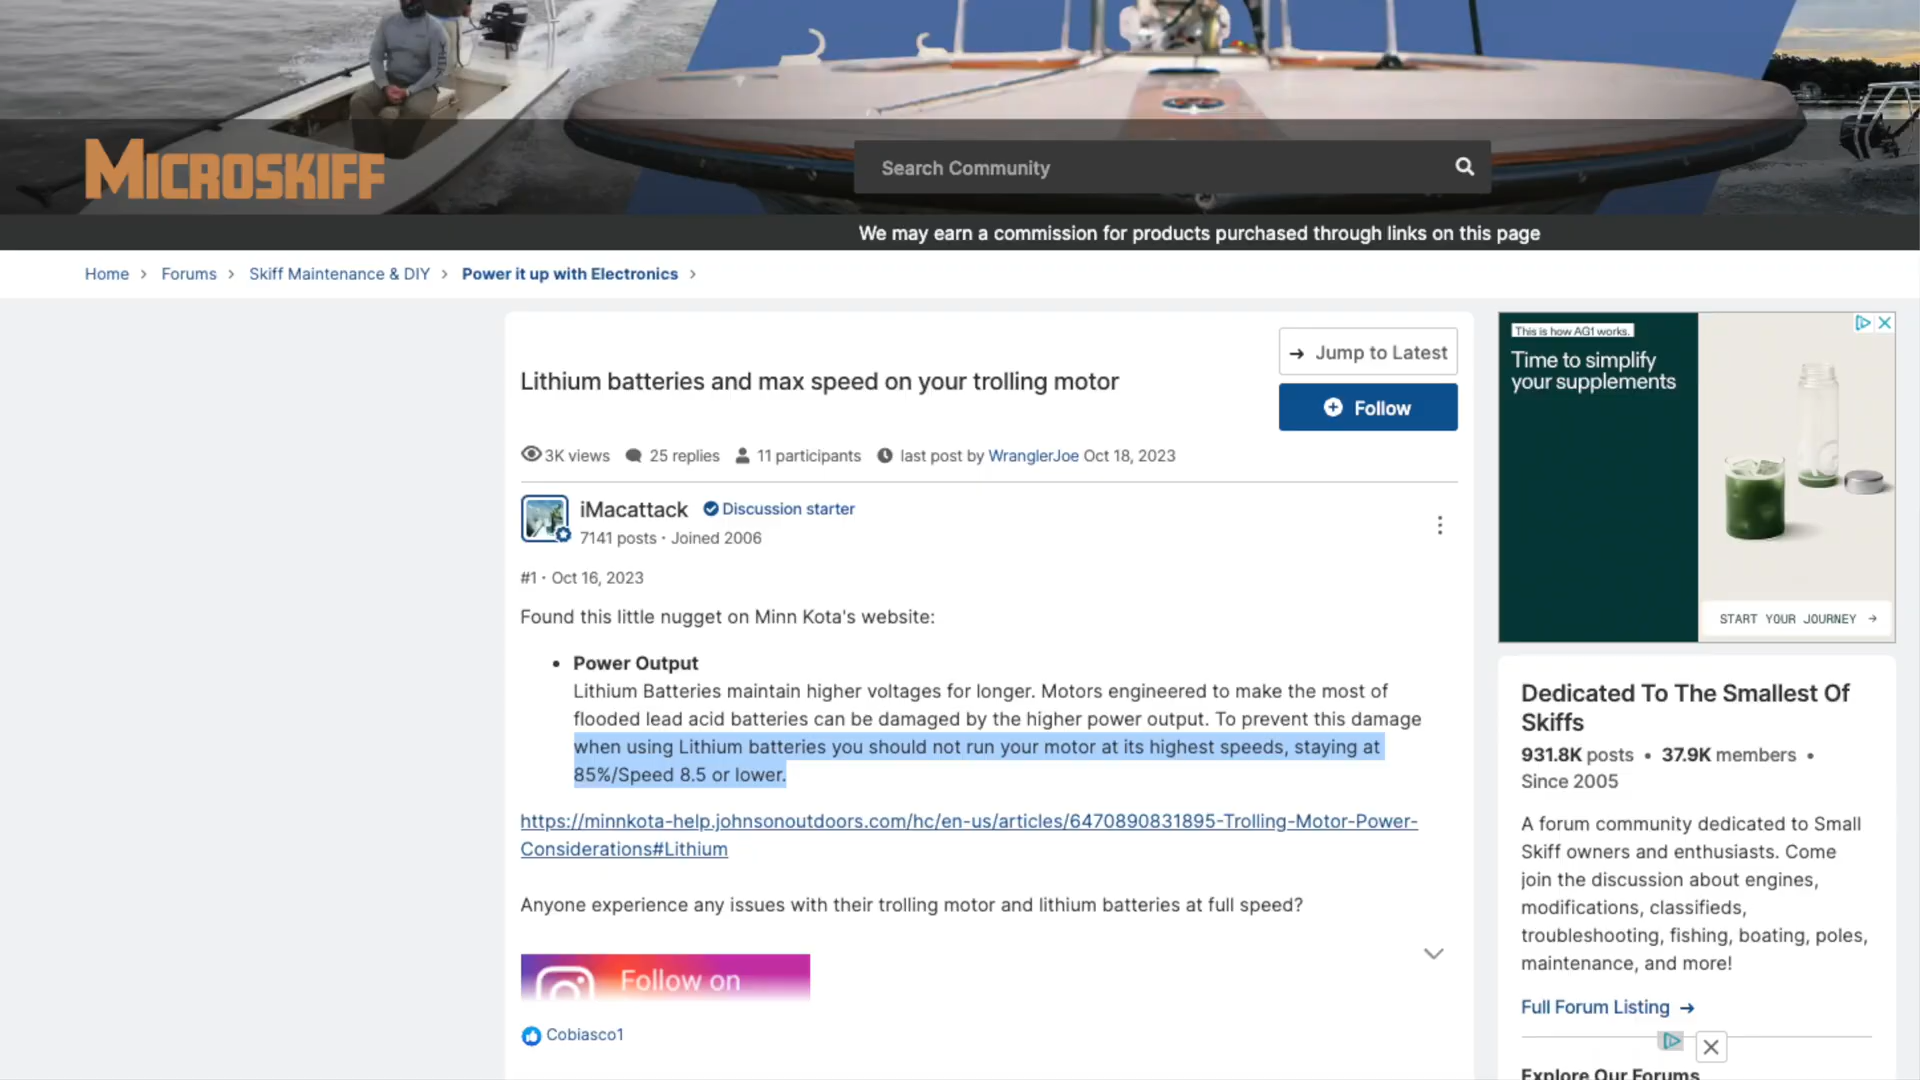 MICROSKIFF
Search Community
We may earn a commission for products purchased through links on this page
Home > Forums > Skiff Maintenance & DIY > Power it up with Electronics >
Lithium batteries and max speed on your trolling motor
→ Jump to Latest
Follow
3K views 25 replies 11 participants last post by WranglerJoe Oct 18, 2023
iMacattack Discussion starter
7141 posts · Joined 2006
#1 · Oct 16, 2023
Found this little nugget on Minn Kota's website:
• Power Output
Lithium Batteries maintain higher voltages for longer. Motors engineered to make the most of
flooded lead acid batteries can be damaged by the higher power output. To prevent this damage
when using Lithium batteries you should not run your motor at its highest speeds, staying at
85%/Speed 8.5 or lower.
https://minnkota-help.johnsonoutdoors.com/hc/en-us/articles/6470890831895-Trolling-Motor-Power-
Considerations#Lithium
Anyone experience any issues with their trolling motor and lithium batteries at full speed?
Follow on
Cobiasco1
This is how AG1 works.
Time to simplify
your supplements
START YOUR JOURNEY →
Dedicated To The Smallest Of
Skiffs
931.8K posts • 37.9K members •
Since 2005
A forum community dedicated to Small
Skiff owners and enthusiasts. Come
join the discussion about engines,
modifications, classifieds,
troubleshooting, fishing, boating, poles,
maintenance, and more!
Full Forum Listing →
Explore Our Forums